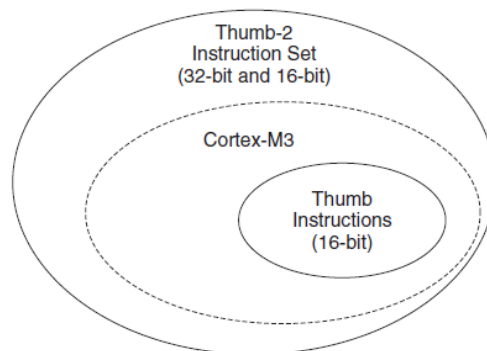 Thumb-2
Instruction Set
(32-bit and 16-bit)
Cortex-M3
Thumb
Instructions
(16-bit)